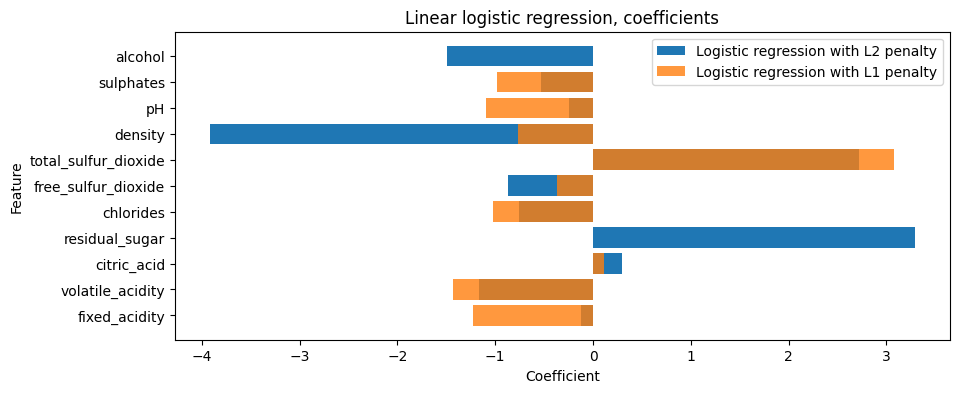 Linear logistic regression, coefficients
Logistic regression with L2 penalty
Logistic regression with L1 penalty
Feature
alcohol
sulphates
pH
density
total_sulfur_dioxide
free_sulfur_dioxide
chlorides
residual_sugar
citric_acid
volatile_acidity
fixed_acidity
−4 −3 −2 −1 0 1 2 3
Coefficient